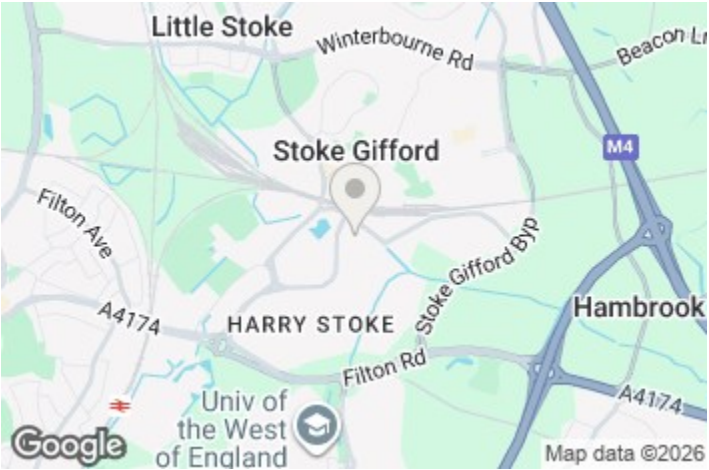 Little Stoke
Winterbourne Rd
Beacon Ln
M4
Stoke Gifford
Filton Ave
Stoke Gifford Byp
Hambrook
A4174
HARRY STOKE
Filton Rd
A4174
Univ of
the West
of England
Google
Map data ©2026